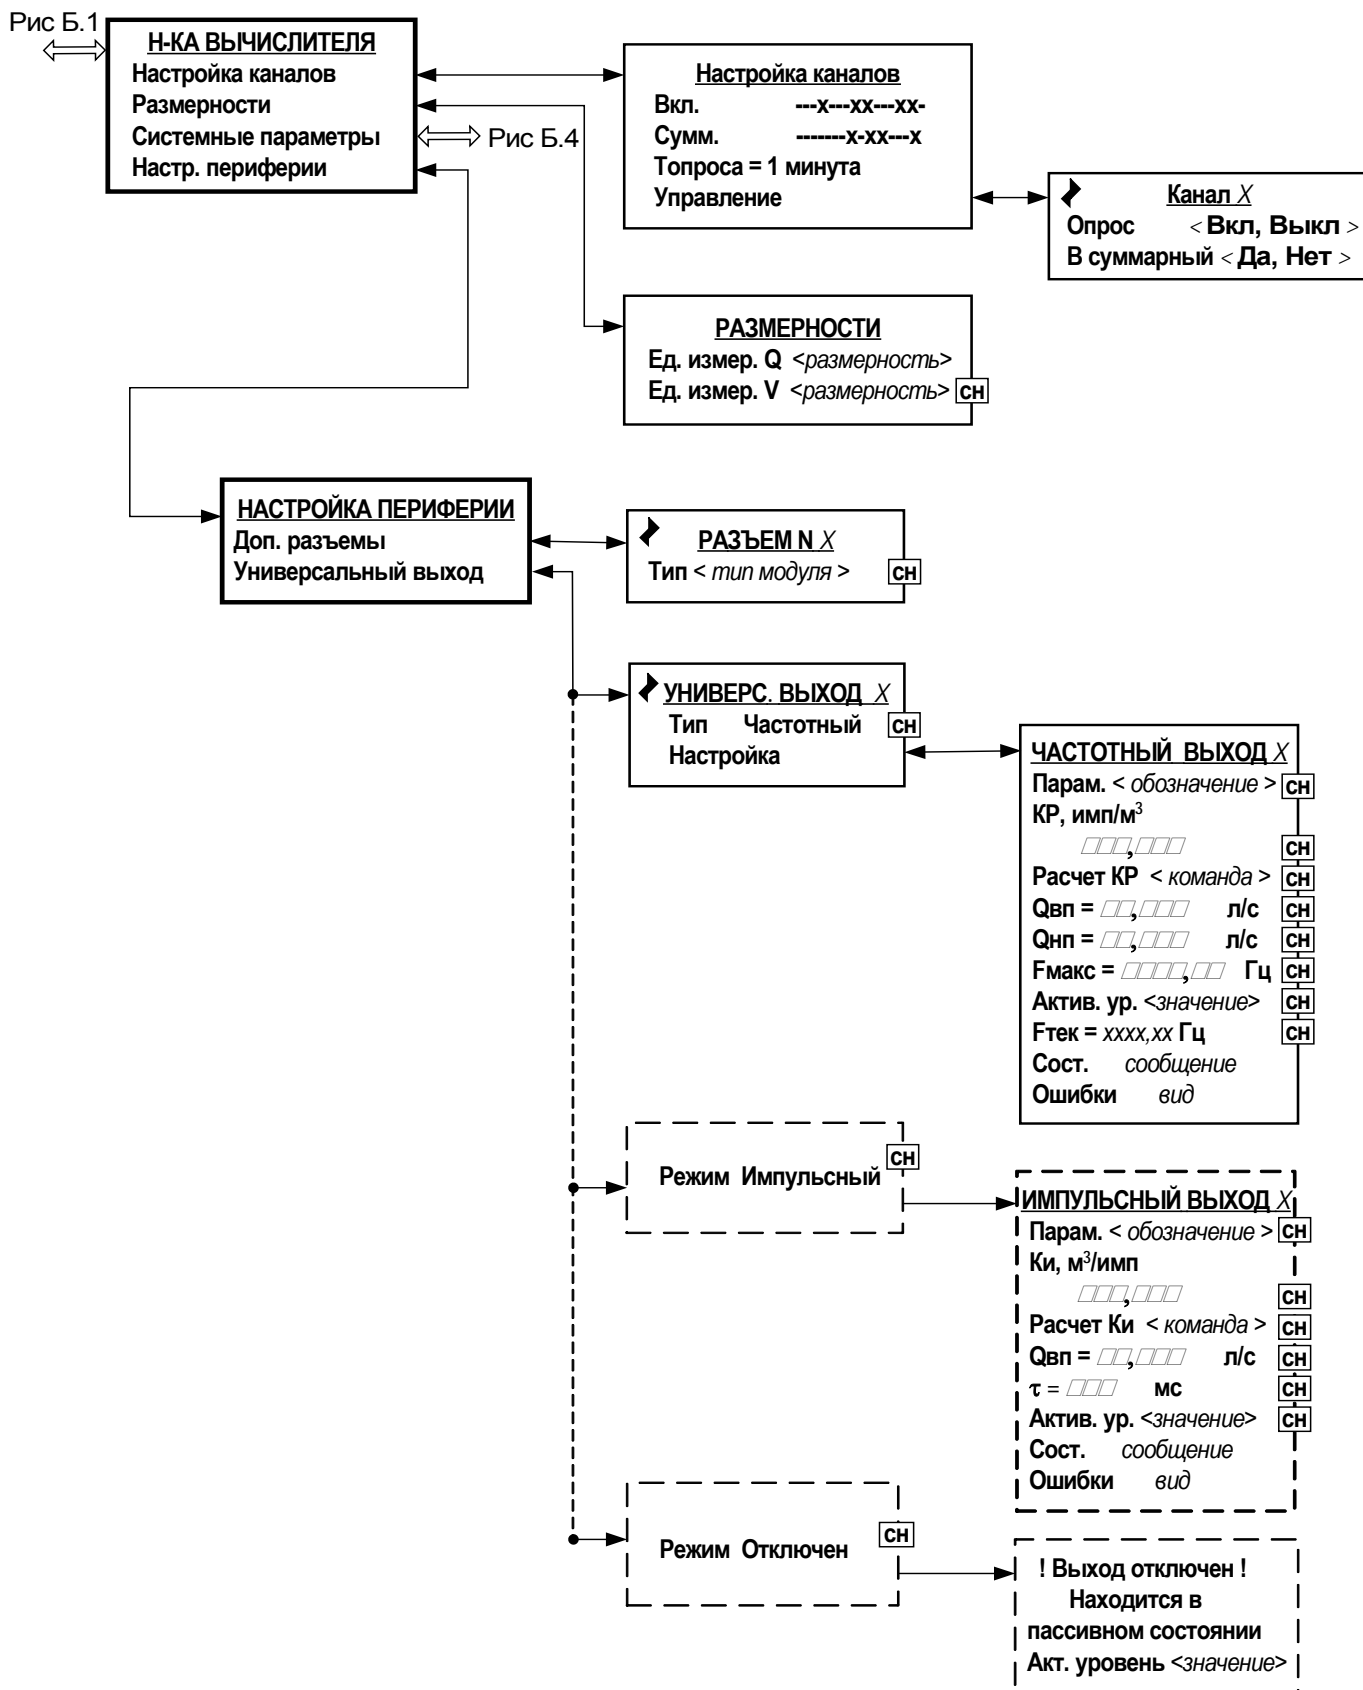 Рис Б.1
Н-КА ВЫЧИСЛИТЕЛЯ
Настройка каналов
Размерности
Системные параметры
Настр. периферии
Рис Б.4
Настройка каналов
Вкл. ---x---xx---xx-
Сумм. -------x-xx---x
Топроса = 1 минута
Управление
Канал X
Опрос < Вкл, Выкл >
В суммарный < Да, Нет >
РАЗМЕРНОСТИ
Ед. измер. Q <размерность>
Ед. измер. V <размерность> СН
НАСТРОЙКА ПЕРИФЕРИИ
Доп. разъемы
Универсальный выход
РАЗЪЕМ N X
Тип < тип модуля > СН
УНИВЕРС. ВЫХОД X
Тип Частотный СН
Настройка
ЧАСТОТНЫЙ ВЫХОД X
Парам. < обозначение > СН
КР, имп/м³
□□□,□□□ СН
Расчет КР < команда > СН
Qвп = □□,□□□ л/с СН
Qнп = □□,□□□ л/с СН
Fмакс = □□□□,□□ Гц СН
Актив. ур. <значение> СН
Fтек = xxxx,xx Гц СН
Сост. сообщение
Ошибки вид
Режим Импульсный СН
ИМПУЛЬСНЫЙ ВЫХОД X
Парам. < обозначение > СН
Ки, м³/имп
□□□,□□□ СН
Расчет Ки < команда > СН
Qвп = □□,□□□ л/с СН
τ = □□□ мс СН
Актив. ур. <значение> СН
Сост. сообщение
Ошибки вид
Режим Отключен СН
! Выход отключен !
Находится в
пассивном состоянии
Акт. уровень <значение>